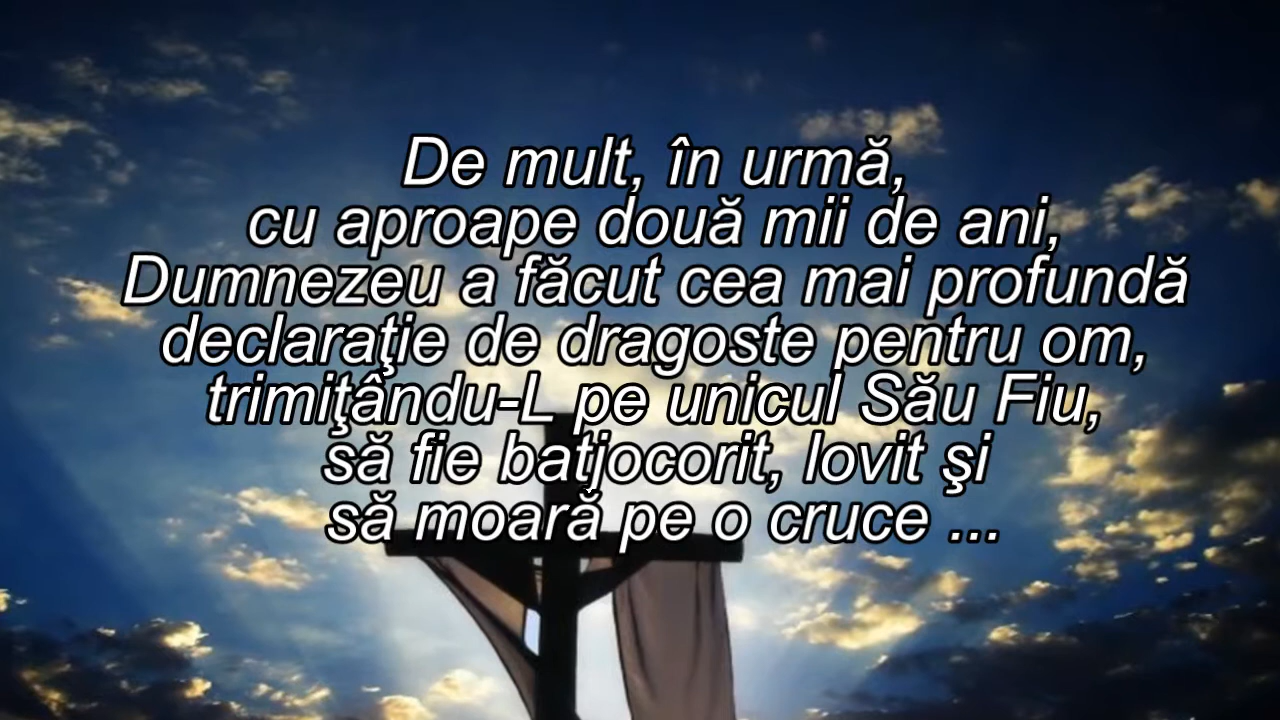 De mult, în urmă,
cu aproape două mii de ani,
Dumnezeu a făcut cea mai profundă
declaraţie de dragoste pentru om,
trimiţându-L pe unicul Său Fiu,
să fie batjocorit, lovit şi
să moară pe o cruce ...